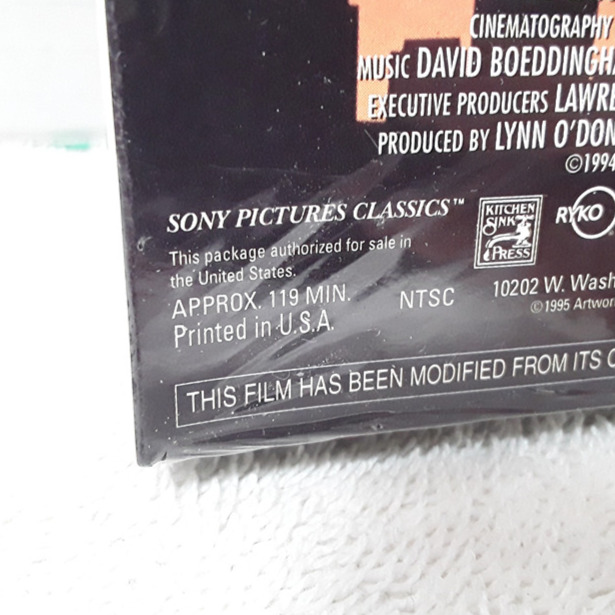 CINEMATOGRAPHY
MUSIC DAVID BOEDDINGHA
EXECUTIVE PRODUCERS LAWRE
PRODUCED BY LYNN O'DON
©1994
SONY PICTURES CLASSICS™
KITCHEN
SINK
PRESS
RYKO
This package authorized for sale in
the United States.
APPROX. 119 MIN.
NTSC
10202 W. Wash
Printed in U.S.A.
©1995 Artwor
THIS FILM HAS BEEN MODIFIED FROM ITS O